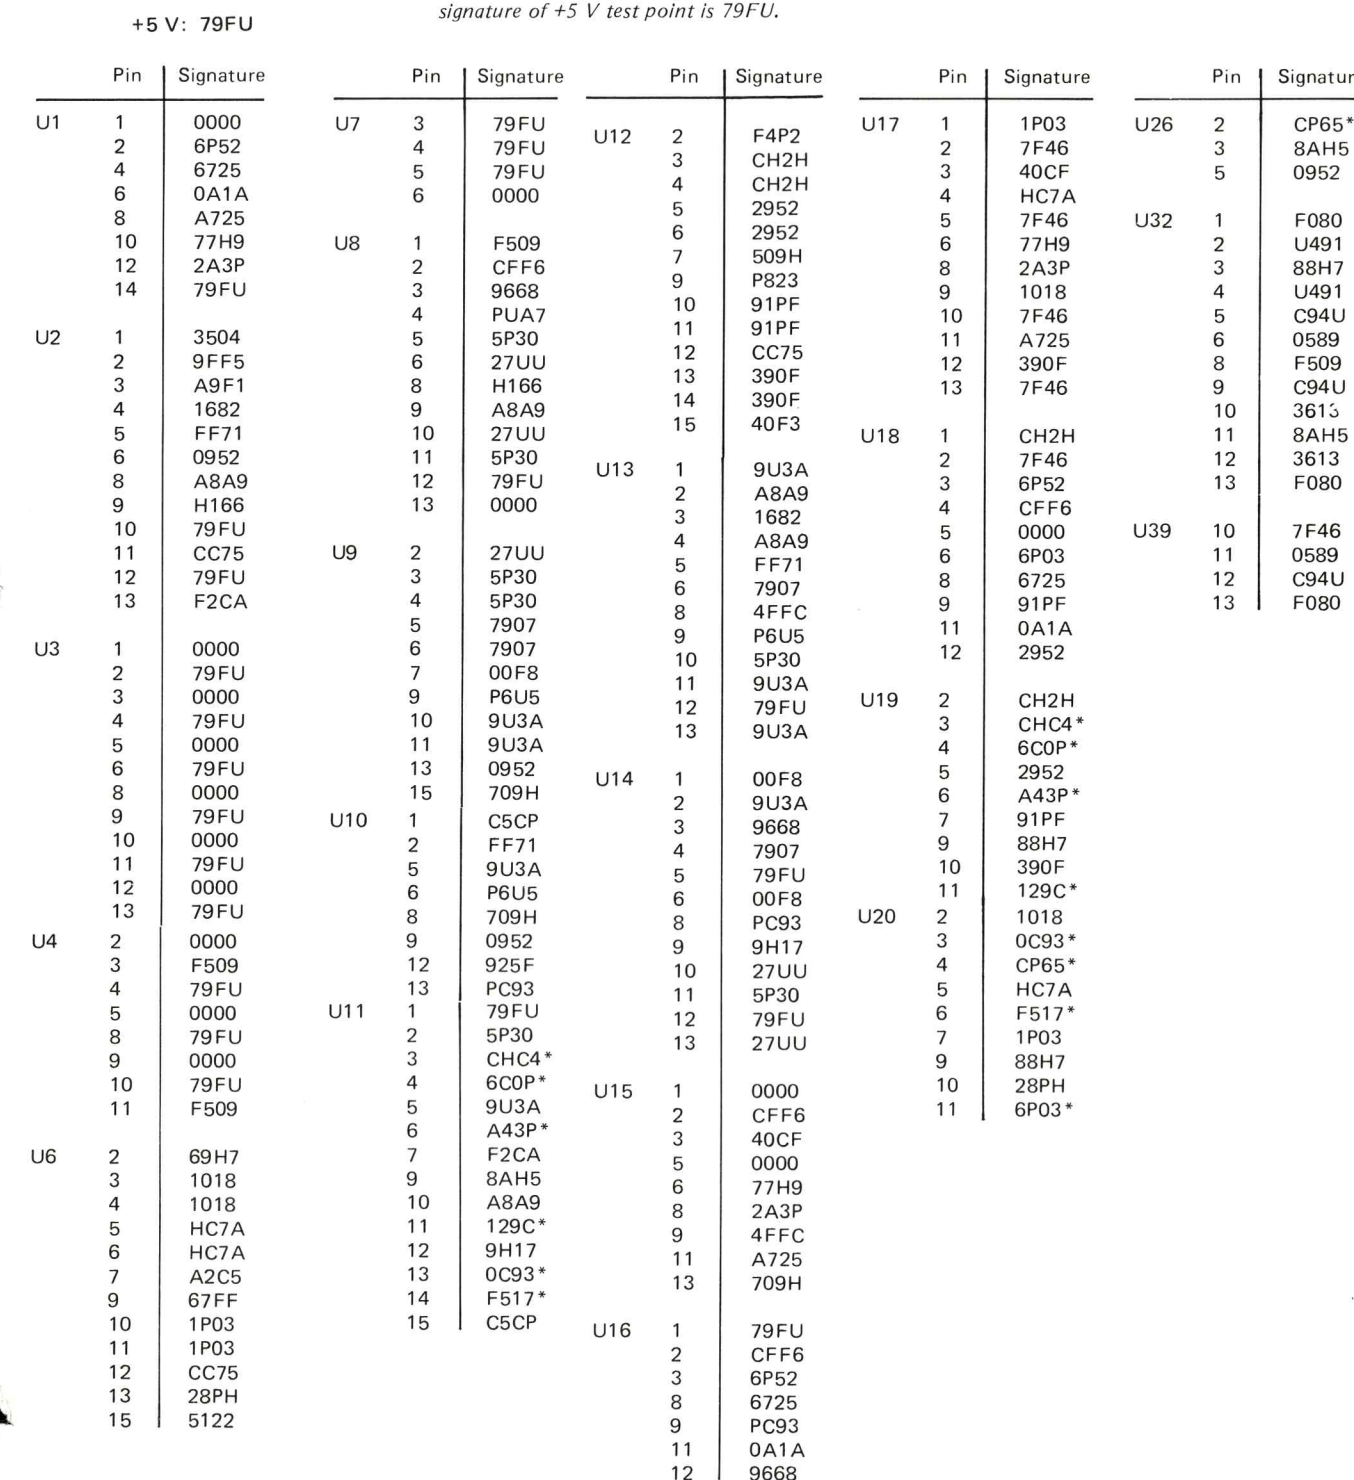 signature of +5 V test point is 79FU.
+5 V: 79FU
Pin Signature
U1 1 0000
2 6P52
4 6725
6 0A1A
8 A725
10 77H9
12 2A3P
14 79FU
U2 1 3504
2 9FF5
3 A9F1
4 1682
5 FF71
6 0952
8 A8A9
9 H166
10 79FU
11 CC75
12 79FU
13 F2CA
U3 1 0000
2 79FU
3 0000
4 79FU
5 0000
6 79FU
8 0000
9 79FU
10 0000
11 79FU
12 0000
13 79FU
U4 2 0000
3 F509
4 79FU
5 0000
8 79FU
9 0000
10 79FU
11 F509
U6 2 69H7
3 1018
4 1018
5 HC7A
6 HC7A
7 A2C5
9 67FF
10 1P03
11 1P03
12 CC75
13 28PH
15 5122
Pin Signature
U7 3 79FU
4 79FU
5 79FU
6 0000
U8 1 F509
2 CFF6
3 9668
4 PUA7
5 5P30
6 27UU
8 H166
9 A8A9
10 27UU
11 5P30
12 79FU
13 0000
U9 2 27UU
3 5P30
4 5P30
5 7907
6 7907
7 00F8
9 P6U5
10 9U3A
11 9U3A
13 0952
15 709H
U10 1 C5CP
2 FF71
5 9U3A
6 P6U5
8 709H
9 0952
12 925F
13 PC93
U11 1 79FU
2 5P30
3 CHC4*
4 6C0P*
5 9U3A
6 A43P*
7 F2CA
9 8AH5
10 A8A9
11 129C*
12 9H17
13 0C93*
14 F517*
15 C5CP
Pin Signature
U12 2 F4P2
3 CH2H
4 CH2H
5 2952
6 2952
7 509H
9 P823
10 91PF
11 91PF
12 CC75
13 390F
14 390F
15 40F3
U13 1 9U3A
2 A8A9
3 1682
4 A8A9
5 FF71
6 7907
8 4FFC
9 P6U5
10 5P30
11 9U3A
12 79FU
13 9U3A
U14 1 00F8
2 9U3A
3 9668
4 7907
5 79FU
6 00F8
8 PC93
9 9H17
10 27UU
11 5P30
12 79FU
13 27UU
U15 1 0000
2 CFF6
3 40CF
5 0000
6 77H9
8 2A3P
9 4FFC
11 A725
13 709H
U16 1 79FU
2 CFF6
3 6P52
8 6725
9 PC93
11 0A1A
12 9668
Pin Signature
U17 1 1P03
2 7F46
3 40CF
4 HC7A
5 7F46
6 77H9
8 2A3P
9 1018
10 7F46
11 A725
12 390F
13 7F46
U18 1 CH2H
2 7F46
3 6P52
4 CFF6
5 0000
6 6P03
8 6725
9 91PF
11 0A1A
12 2952
U19 2 CH2H
3 CHC4*
4 6C0P*
5 2952
6 A43P*
7 91PF
9 88H7
10 390F
11 129C*
U20 2 1018
3 0C93*
4 CP65*
5 HC7A
6 F517*
7 1P03
9 88H7
10 28PH
11 6P03*
Pin Signatur
U26 2 CP65*
3 8AH5
5 0952
U32 1 F080
2 U491
3 88H7
4 U491
5 C94U
6 0589
8 F509
9 C94U
10 3613
11 8AH5
12 3613
13 F080
U39 10 7F46
11 0589
12 C94U
13 F080